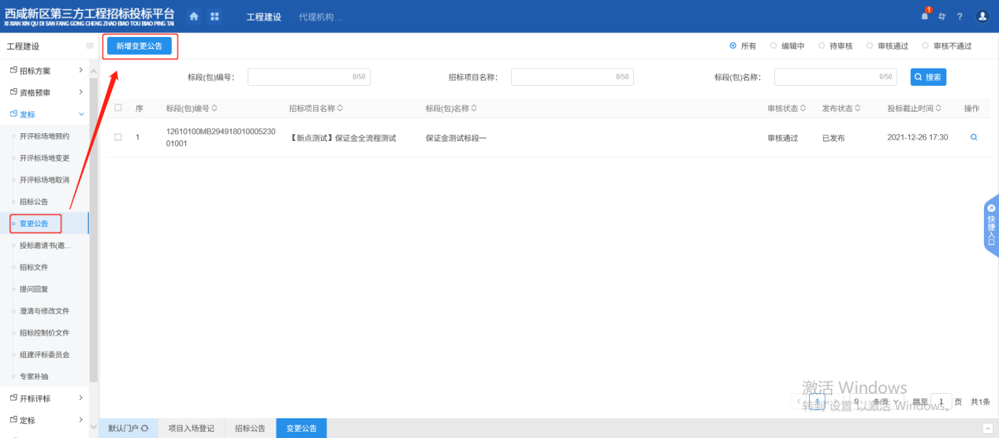 西咸新区第三方工程招标投标平台
XI XIAN XIN QU DI SAN FANG GONG CHENG ZHAO BIAO TOU BIAO PING TAI
工程建设
代理机构...
1
?
工程建设
新增变更公告
所有
编辑中
待审核
审核通过
审核不通过
招标方案
资格预审
发标
开评标场地预约
开评标场地变更
开评标场地取消
招标公告
变更公告
投标邀请书(邀...
招标文件
提问回复
澄清与修改文件
招标控制价文件
组建评标委员会
专家补抽
开标评标
定标
标段(包)编号：
0/50
招标项目名称：
0/50
标段(包)名称：
0/50
搜索
序
标段(包)编号
招标项目名称
标段(包)名称
审核状态
发布状态
投标截止时间
操作
1
12610100MB294918010005230
01001
【新点测试】保证金全流程测试
保证金测试标段一
审核通过
已发布
2021-12-26 17:30
快捷入口
激活 Windows
转到"设置"以激活 Windows。
1
9
条/页
跳至
1
页
共1条
默认门户
项目入场登记
招标公告
变更公告